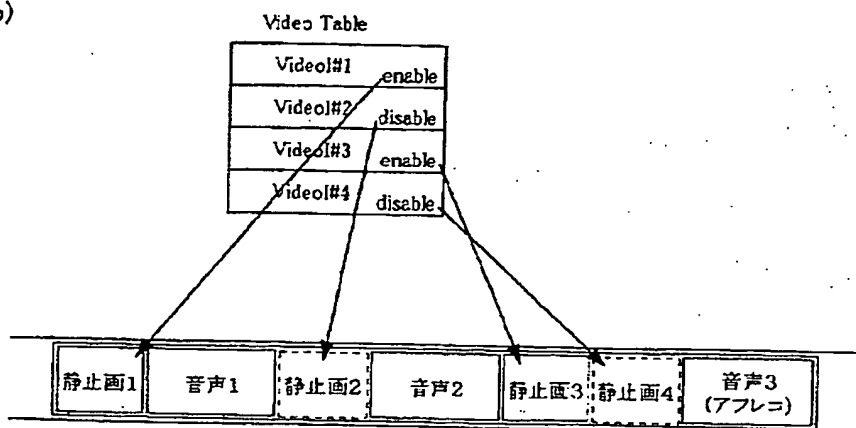 Video Table
VideoI#1 enable
VideoI#2 disable
VideoI#3 enable
VideoI#4 disable
静止画1 音声1 静止画2 音声2 静止画3 静止画4 音声3
(アフレコ)